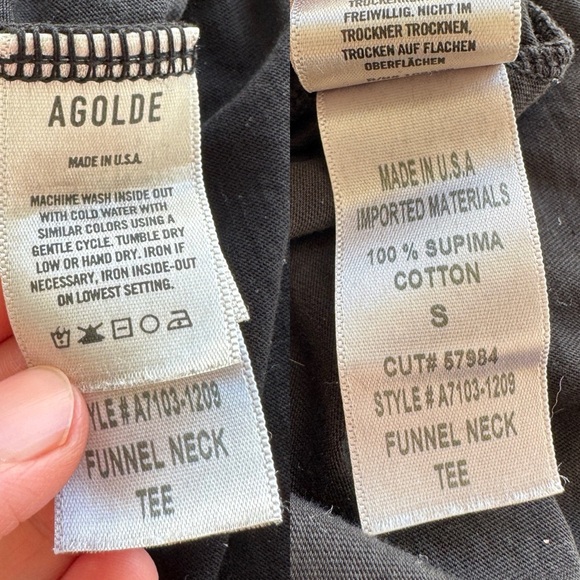 AGOLDE
MADE IN U.S.A.
MACHINE WASH INSIDE OUT
WITH COLD WATER WITH
SIMILAR COLORS USING A
GENTLE CYCLE, TUMBLE DRY
LOW OR HAND DRY. IRON IF
NECESSARY, IRON INSIDE-OUT
ON LOWEST SETTING.
YLE # A7103-1209
FUNNEL NECK
TEE
FREIWILLIG. NICHT IM
TROCKNER TROCKNEN,
TROCKEN AUF FLACHEN
OBERFLÄCHEN
MADE IN U.S.A
IMPORTED MATERIALS
100 % SUPIMA
COTTON
S
CUT# 57984
STYLE # A7103-1209
FUNNEL NECK
TEE